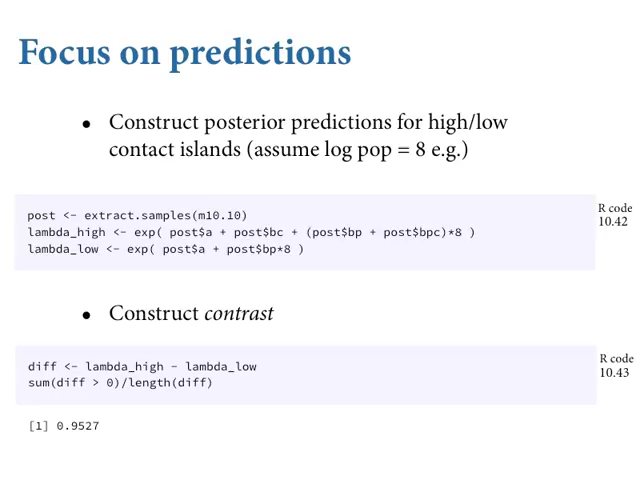 Focus on predictions
• Construct posterior predictions for high/low
contact islands (assume log pop = 8 e.g.)
R code
10.42
post <- extract.samples(m10.10)
lambda_high <- exp( post$a + post$bc + (post$bp + post$bpc)*8 )
lambda_low <- exp( post$a + post$bp*8 )
• Construct contrast
R code
10.43
diff <- lambda_high - lambda_low
sum(diff > 0)/length(diff)
[1] 0.9527